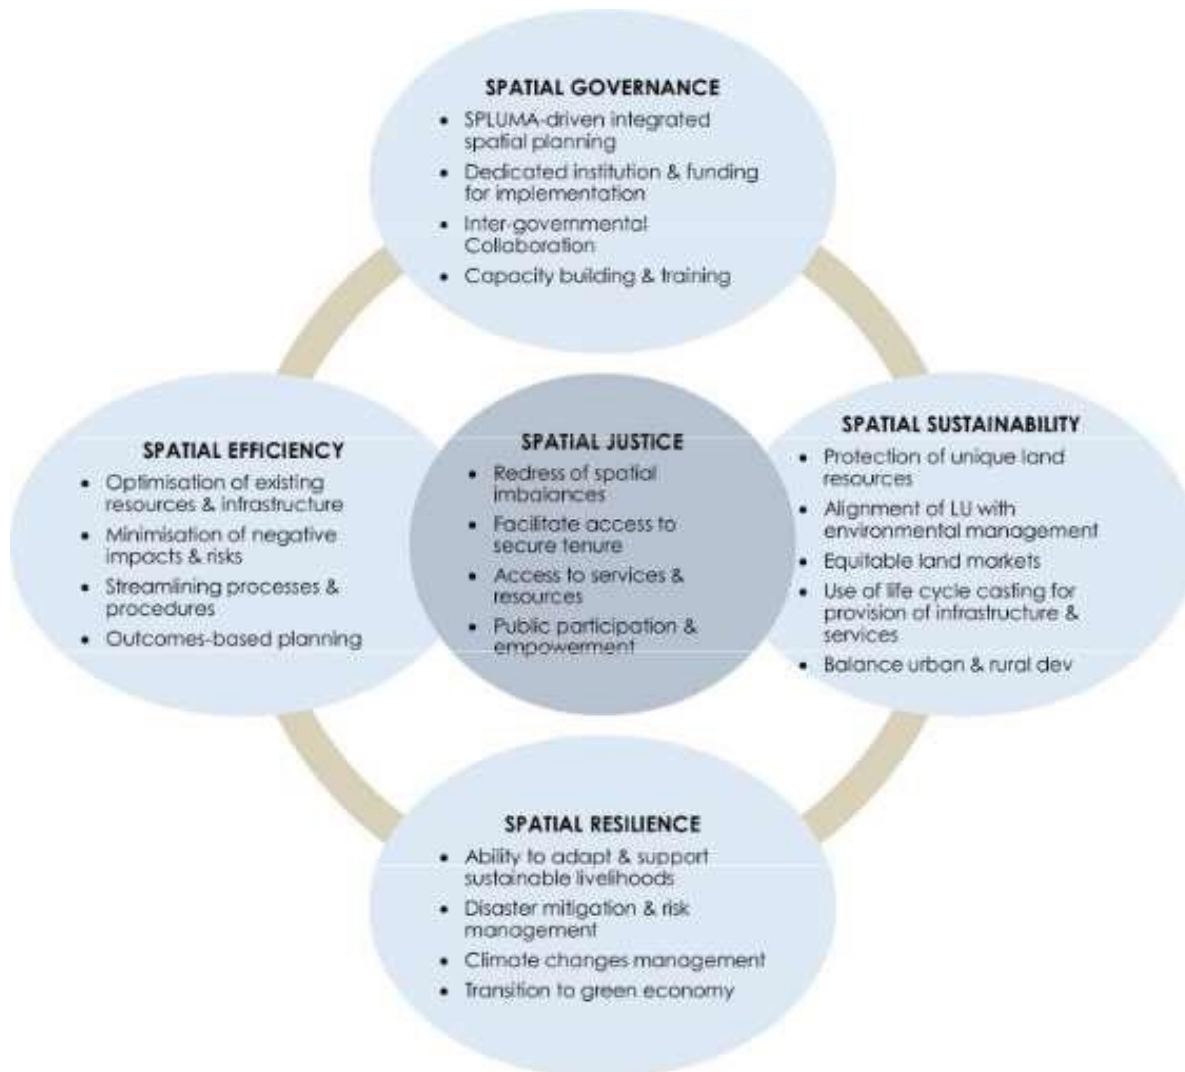 SPATIAL GOVERNANCE
• SPLUMA-driven integrated
spatial planning
• Dedicated institution & funding
for implementation
• Inter-governmental
Collaboration
• Capacity building & training
SPATIAL EFFICIENCY
• Optimisation of existing
resources & infrastructure
• Minimisation of negative
impacts & risks
• Streamlining processes &
procedures
• Outcomes-based planning
SPATIAL JUSTICE
• Redress of spatial
imbalances
• Facilitate access to
secure tenure
• Access to services &
resources
• Public participation &
empowerment
SPATIAL SUSTAINABILITY
• Protection of unique land
resources
• Alignment of LU with
environmental management
• Equitable land markets
• Use of life cycle casting for
provision of infrastructure &
services
• Balance urban & rural dev
SPATIAL RESILIENCE
• Ability to adapt & support
sustainable livelihoods
• Disaster mitigation & risk
management
• Climate changes management
• Transition to green economy